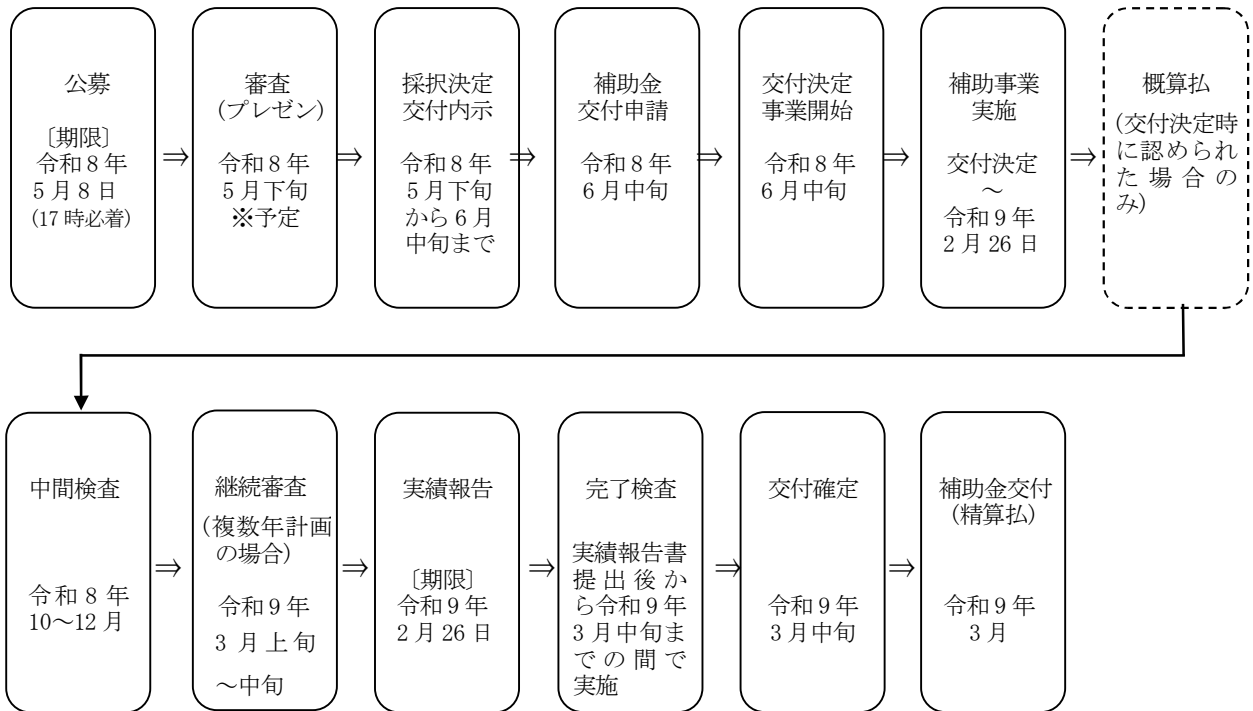 公募
〔期限〕
令和８年
５月８日
(17時必着)
⇒
審査
(プレゼン)
令和８年
５月下旬
※予定
⇒
採択決定
交付内示
令和８年
５月下旬
から６月
中旬まで
⇒
補助金
交付申請
令和８年
６月中旬
⇒
交付決定
事業開始
令和８年
６月中旬
⇒
補助事業
実施
交付決定
～
令和９年
２月26日
⇒
概算払
(交付決定時
に認められ
た場合の
み)
中間検査
令和８年
10～12月
⇒
継続審査
(複数年計画
の場合)
令和９年
３月上旬
～中旬
⇒
実績報告
〔期限〕
令和９年
２月26日
⇒
完了検査
実績報告書
提出後か
ら令和９年
３月中旬ま
での間で
実施
⇒
交付確定
令和９年
３月中旬
⇒
補助金交付
(精算払)
令和９年
３月